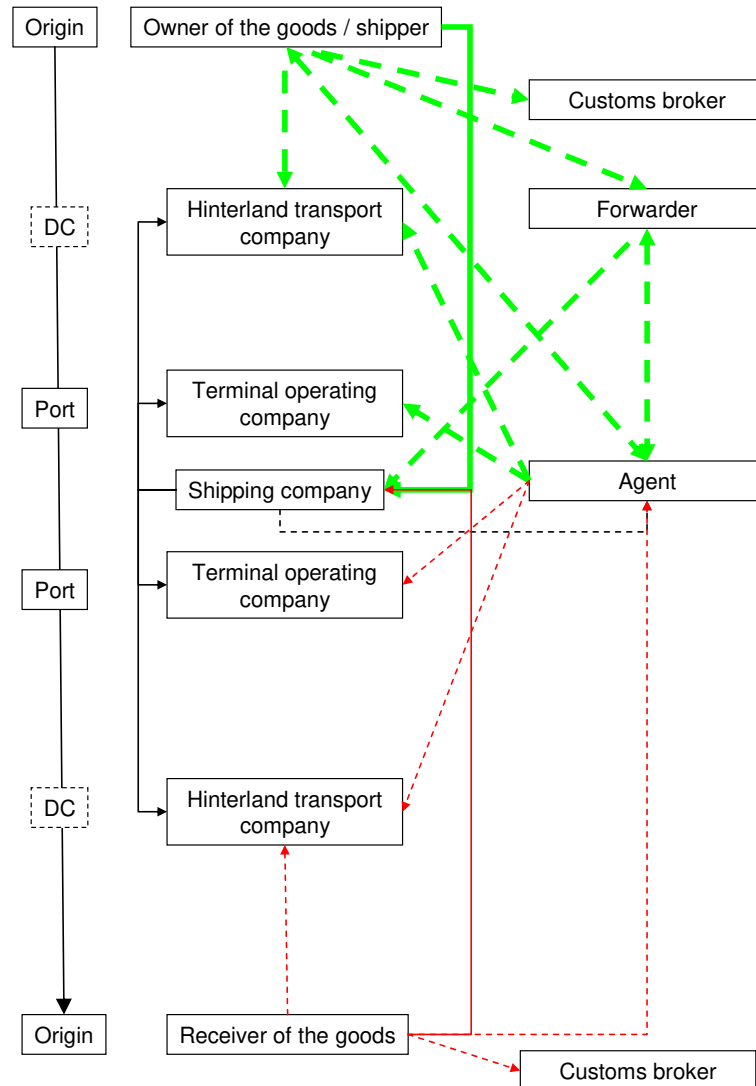 Origin
Owner of the goods / shipper
Customs broker
DC
Hinterland transport
company
Forwarder
Port
Terminal operating
company
Shipping company
Agent
Port
Terminal operating
company
DC
Hinterland transport
company
Origin
Receiver of the goods
Customs broker